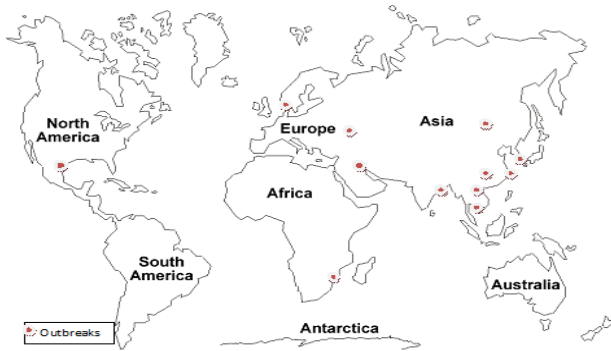 North
America
Europe
Asia
Africa
South
America
Australia
Antarctica
Outbreaks